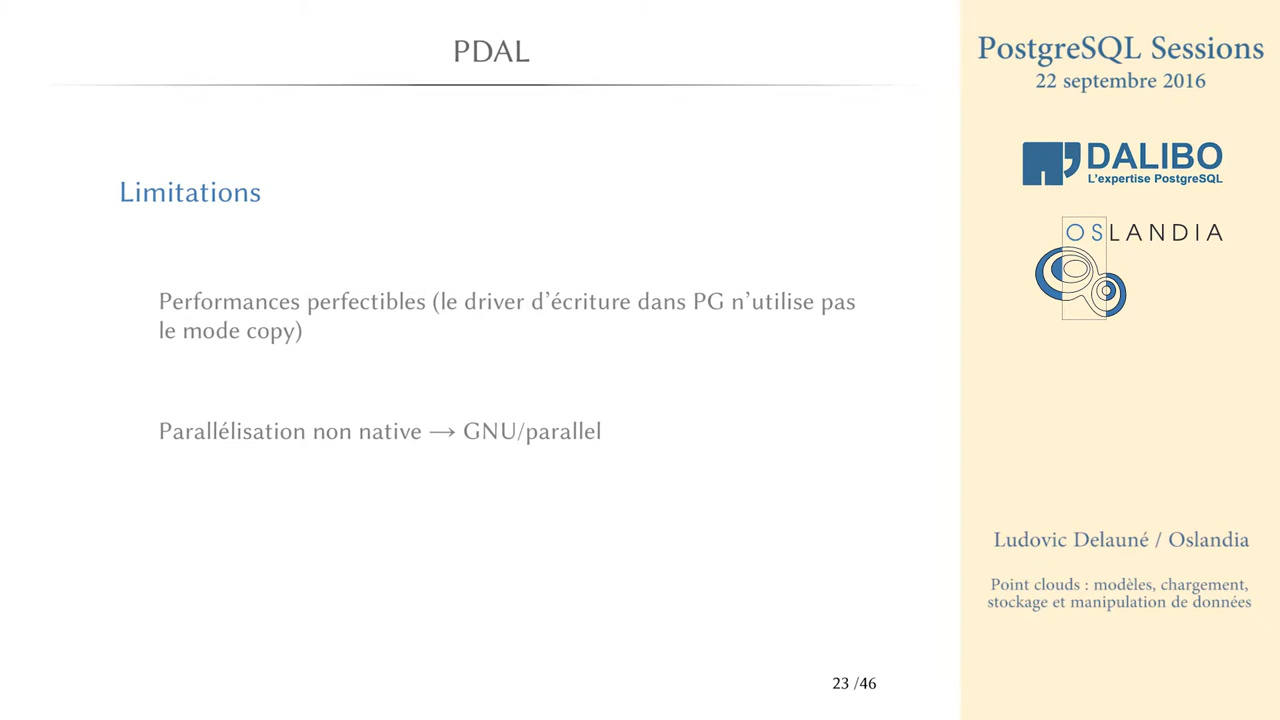 PDAL
Limitations
Performances perfectibles (le driver d’écriture dans PG n’utilise pas
le mode copy)
Parallélisation non native → GNU/parallel
23 /46
PostgreSQL Sessions
22 septembre 2016
DALIBO
L'expertise PostgreSQL
OSLANDIA
Ludovic Delauné / Oslandia
Point clouds : modèles, chargement,
stockage et manipulation de données